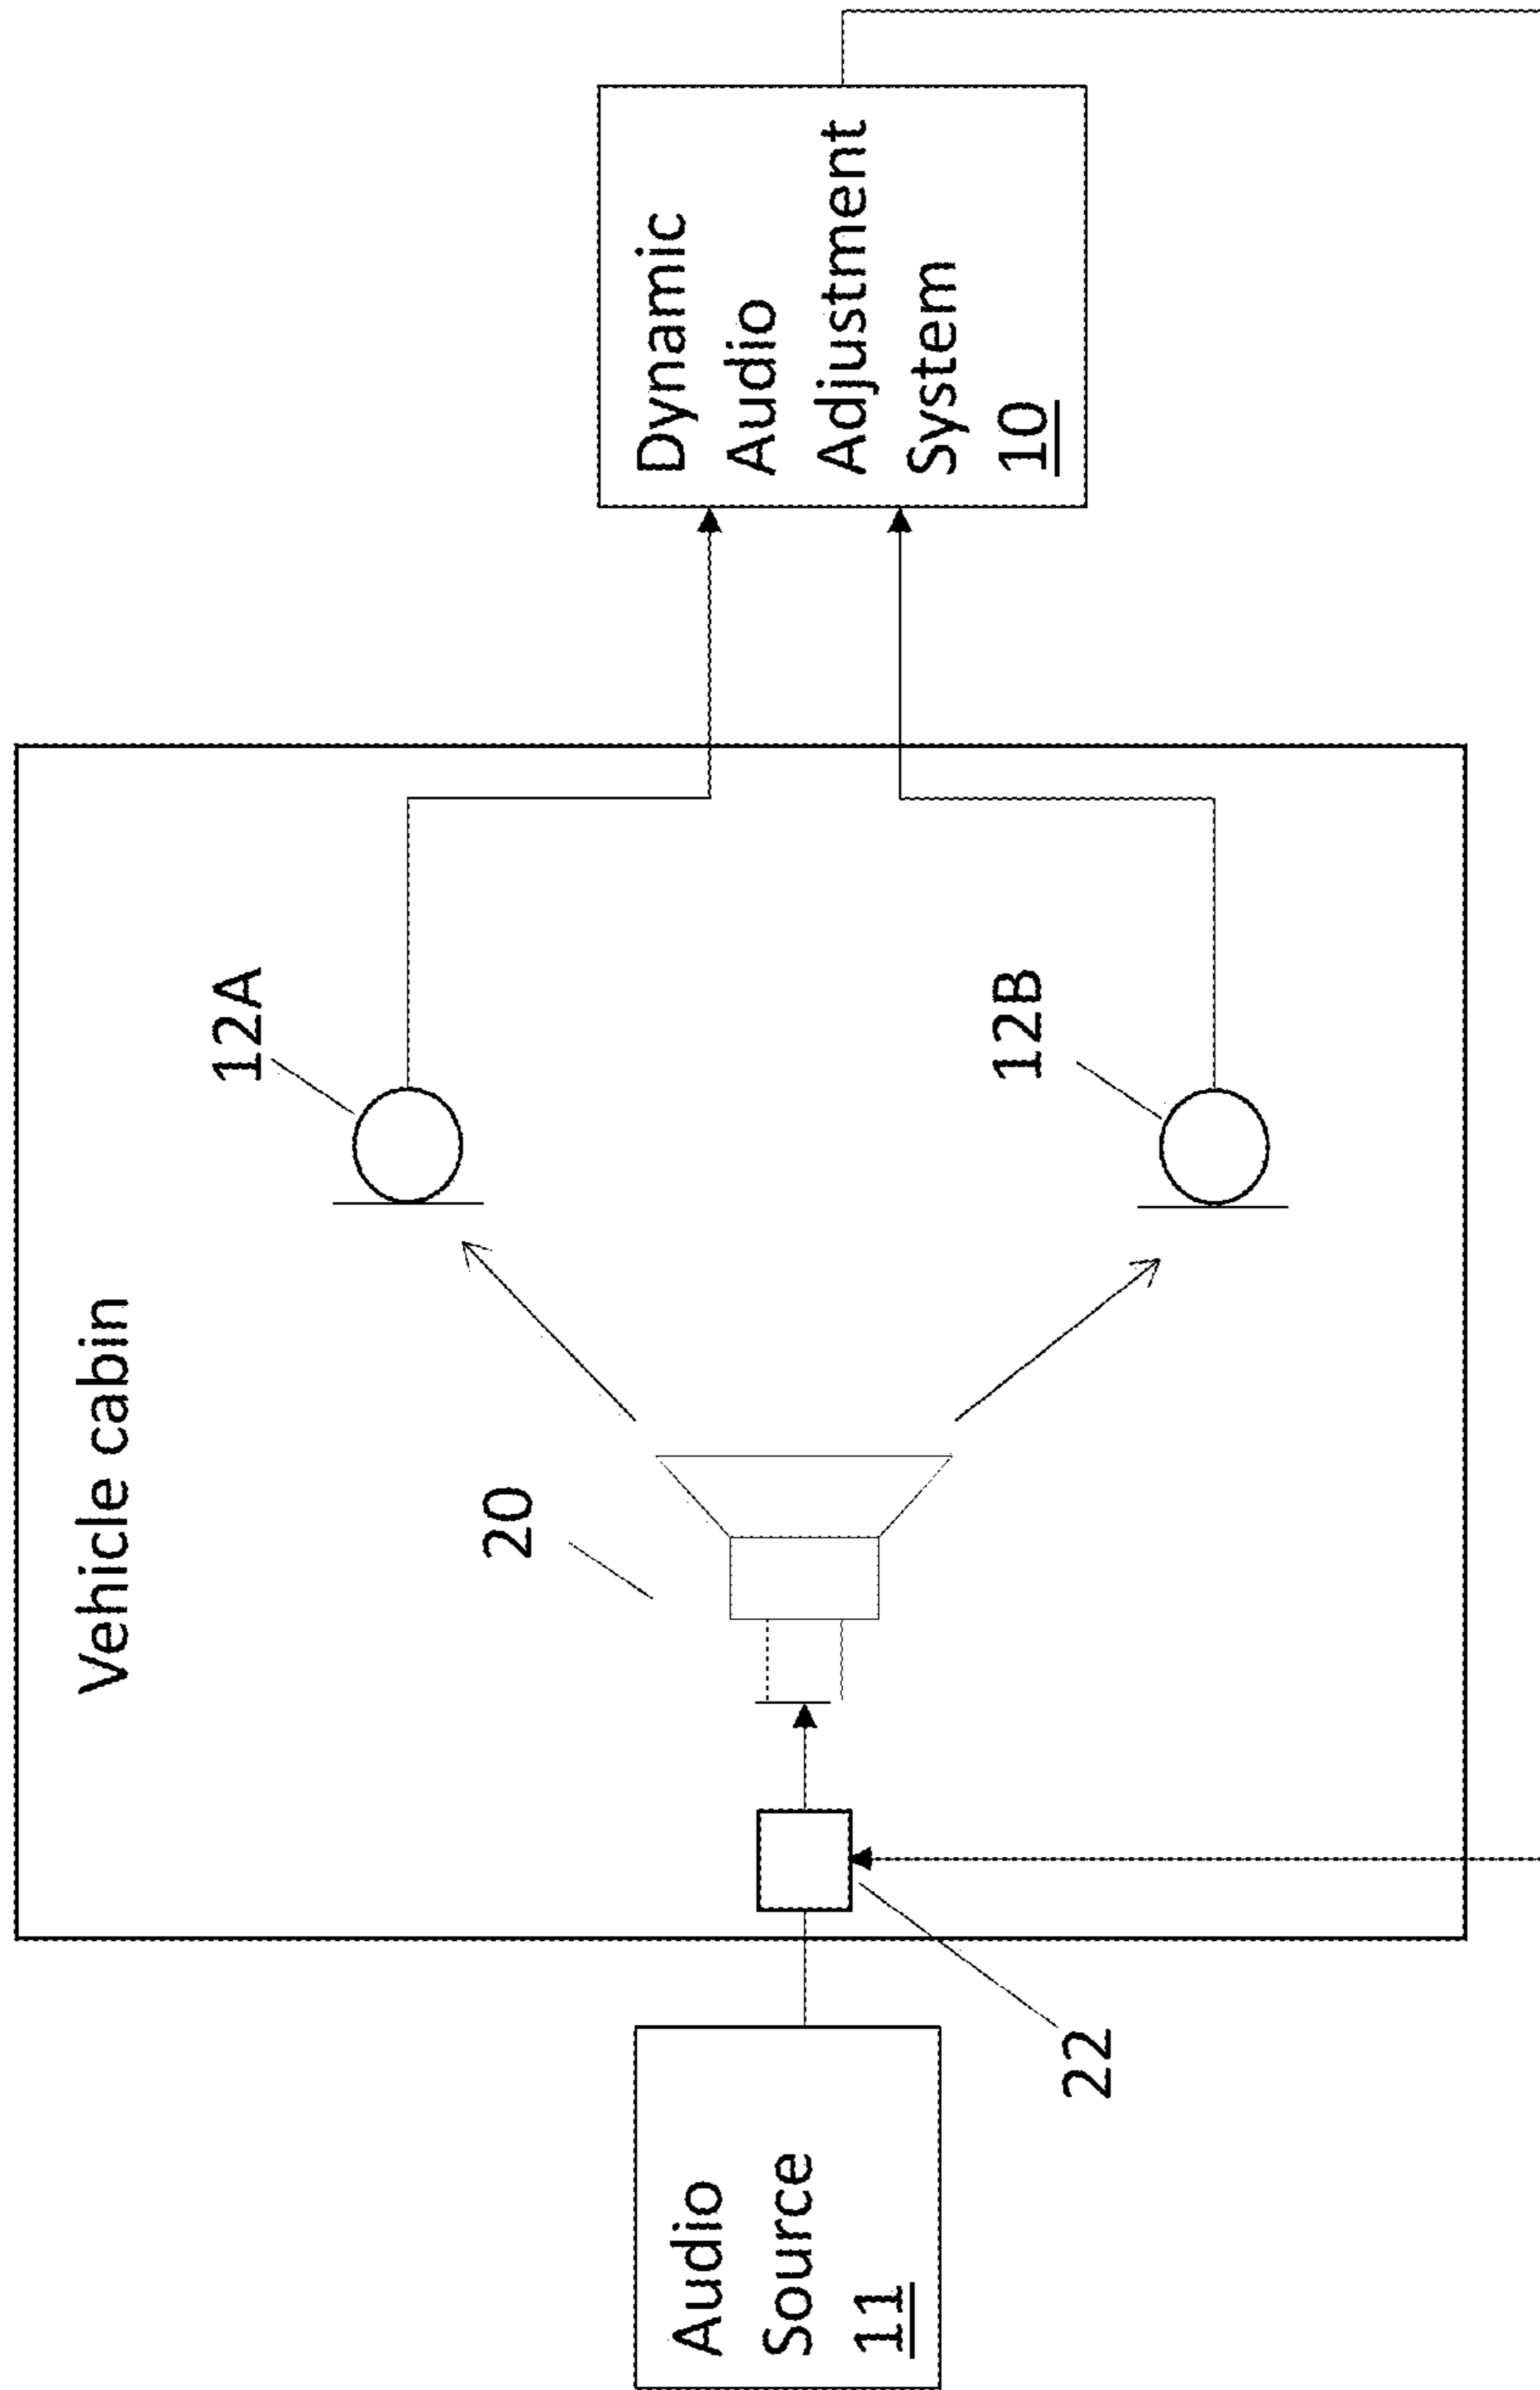 Vehicle cabin
12A
20
12B
22
Audio
Source
11
Dynamic
Audio
Adjustment
System
10